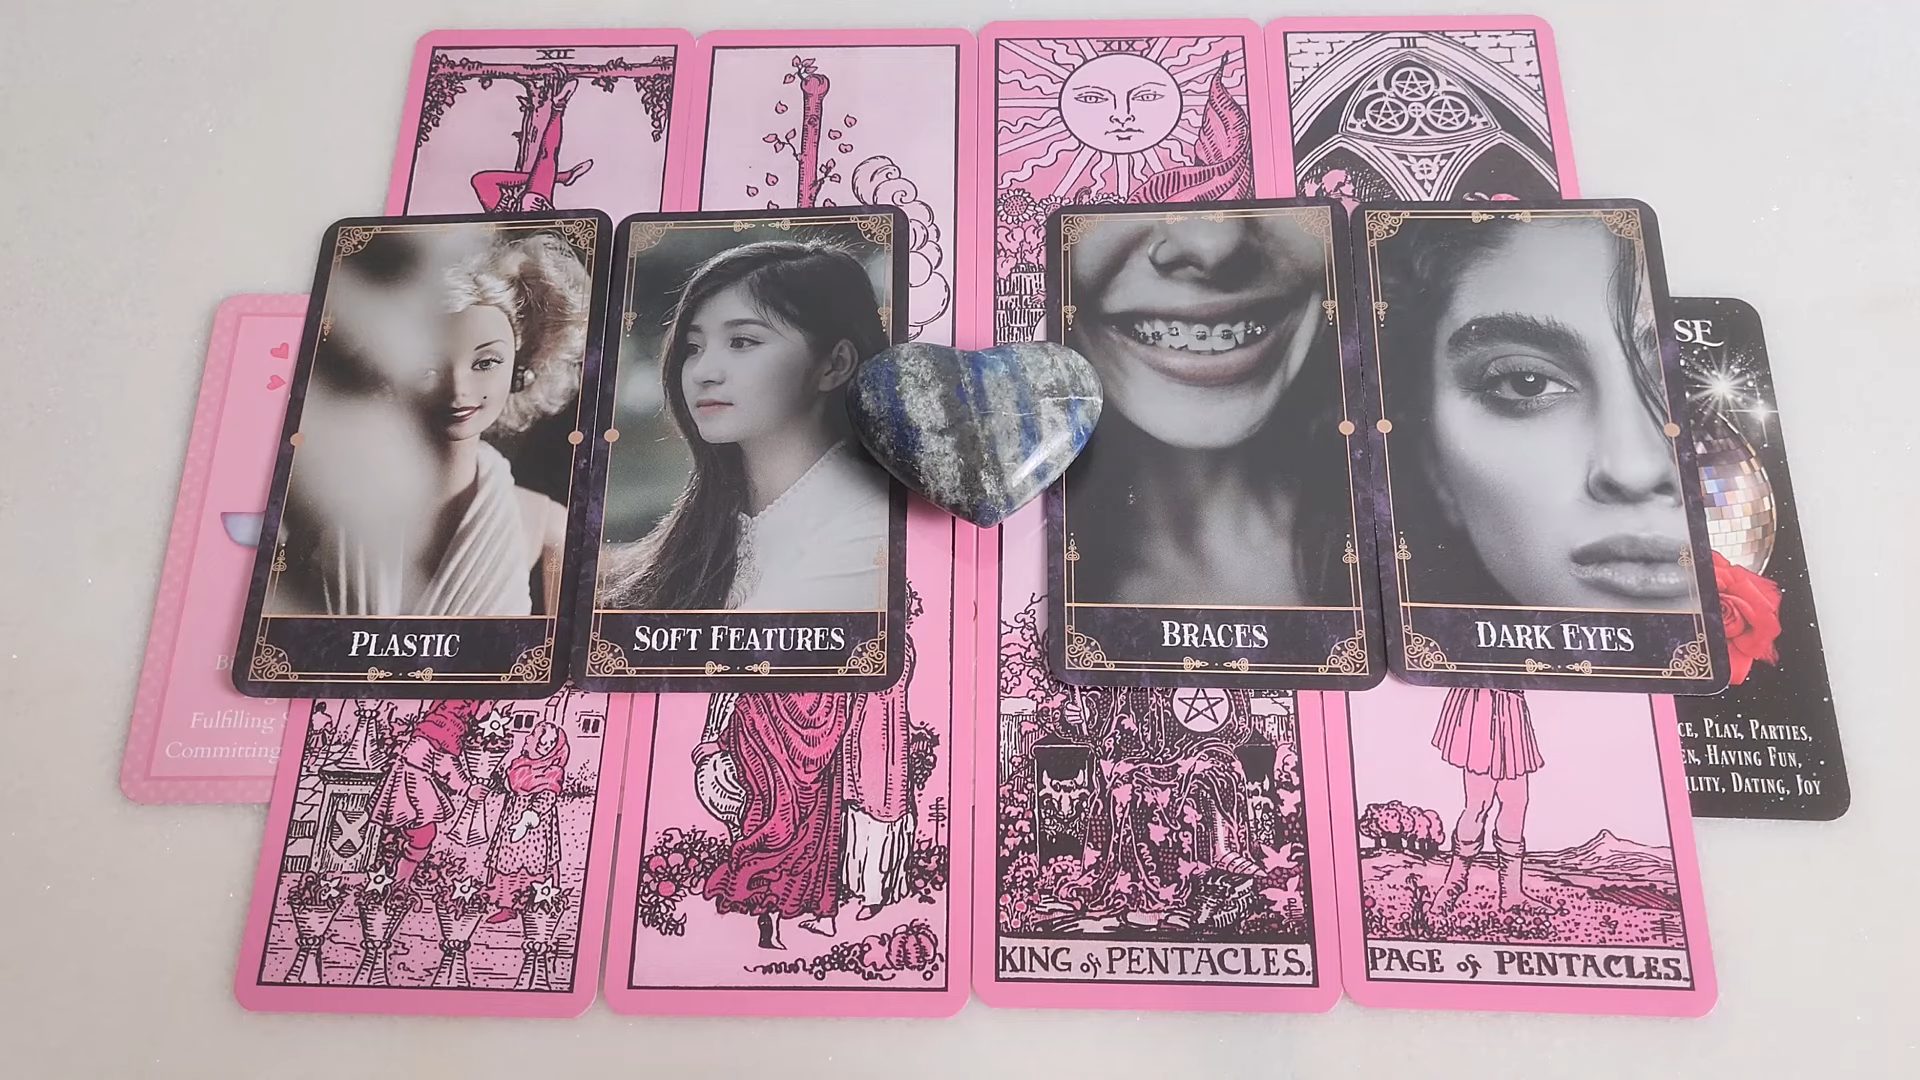 XII
XIX
III
SE
PLASTIC
SOFT FEATURES
BRACES
DARK EYES
Fulfilling
Committing
CE, PLAY, PARTIES,
EN, HAVING FUN,
ILITY, DATING, JOY
KING of PENTACLES.
PAGE of PENTACLES.